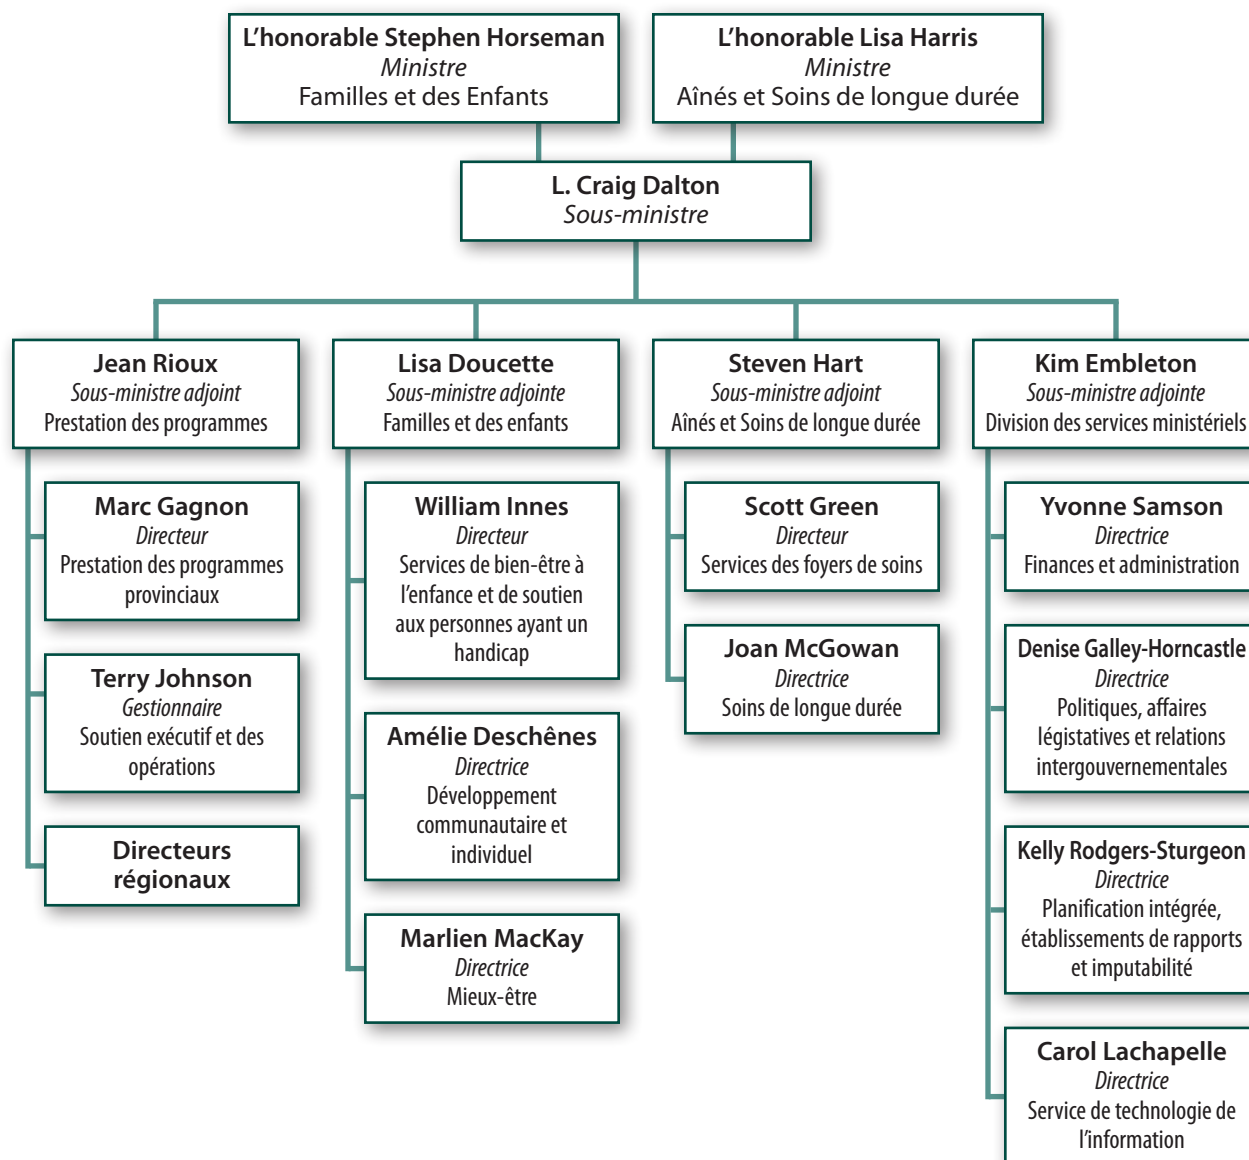 L'honorable Stephen Horseman
Ministre
Familles et des Enfants
L'honorable Lisa Harris
Ministre
Aînés et Soins de longue durée
L. Craig Dalton
Sous-ministre
Jean Rioux
Sous-ministre adjoint
Prestation des programmes
Marc Gagnon
Directeur
Prestation des programmes
provinciaux
Terry Johnson
Gestionnaire
Soutien exécutif et des
opérations
Directeurs
régionaux
Lisa Doucette
Sous-ministre adjointe
Familles et des enfants
William Innes
Directeur
Services de bien-être à
l'enfance et de soutien
aux personnes ayant un
handicap
Amélie Deschênes
Directrice
Développement
communautaire et
individuel
Marlien MacKay
Directrice
Mieux-être
Steven Hart
Sous-ministre adjoint
Aînés et Soins de longue durée
Scott Green
Directeur
Services des foyers de soins
Joan McGowan
Directrice
Soins de longue durée
Kim Embleton
Sous-ministre adjointe
Division des services ministériels
Yvonne Samson
Directrice
Finances et administration
Denise Galley-Horncastle
Directrice
Politiques, affaires
légistatives et relations
intergouvernementales
Kelly Rodgers-Sturgeon
Directrice
Planification intégrée,
établissements de rapports
et imputabilité
Carol Lachapelle
Directrice
Service de technologie de
l'information